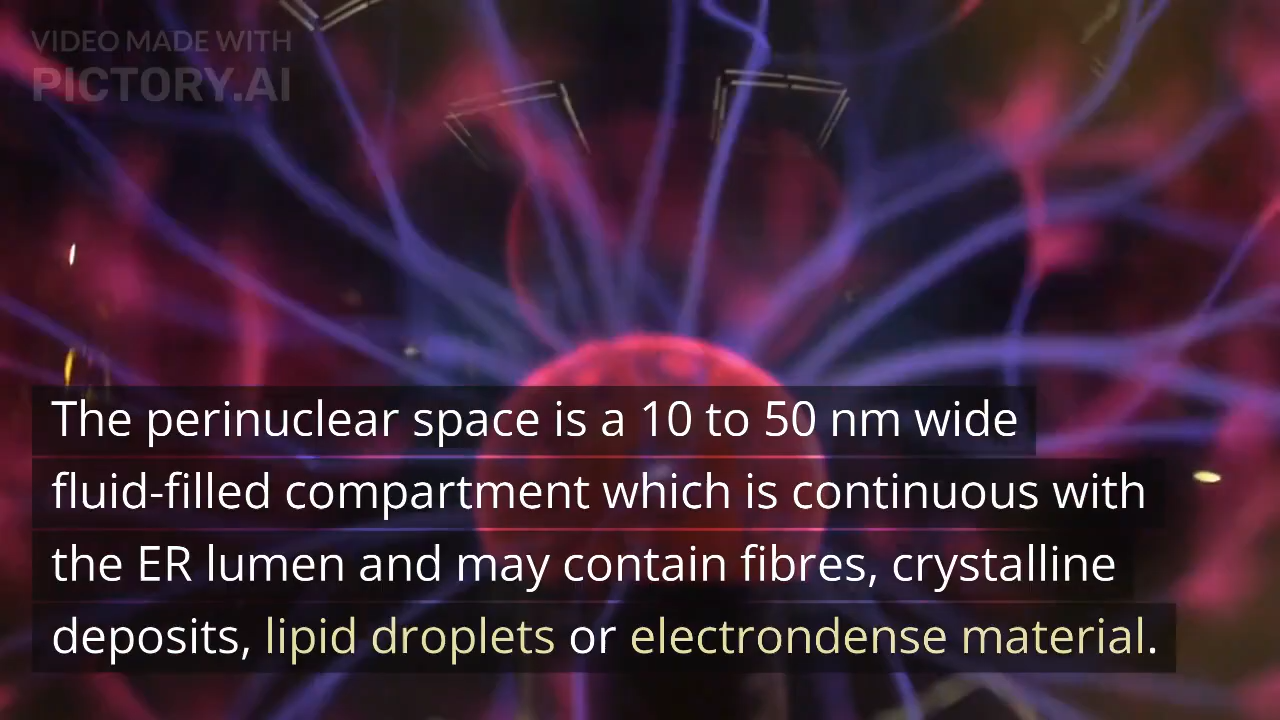 VIDEO MADE WITH
PICTORY.AI
The perinuclear space is a 10 to 50 nm wide
fluid-filled compartment which is continuous with
the ER lumen and may contain fibres, crystalline
deposits, lipid droplets or electrondense material.